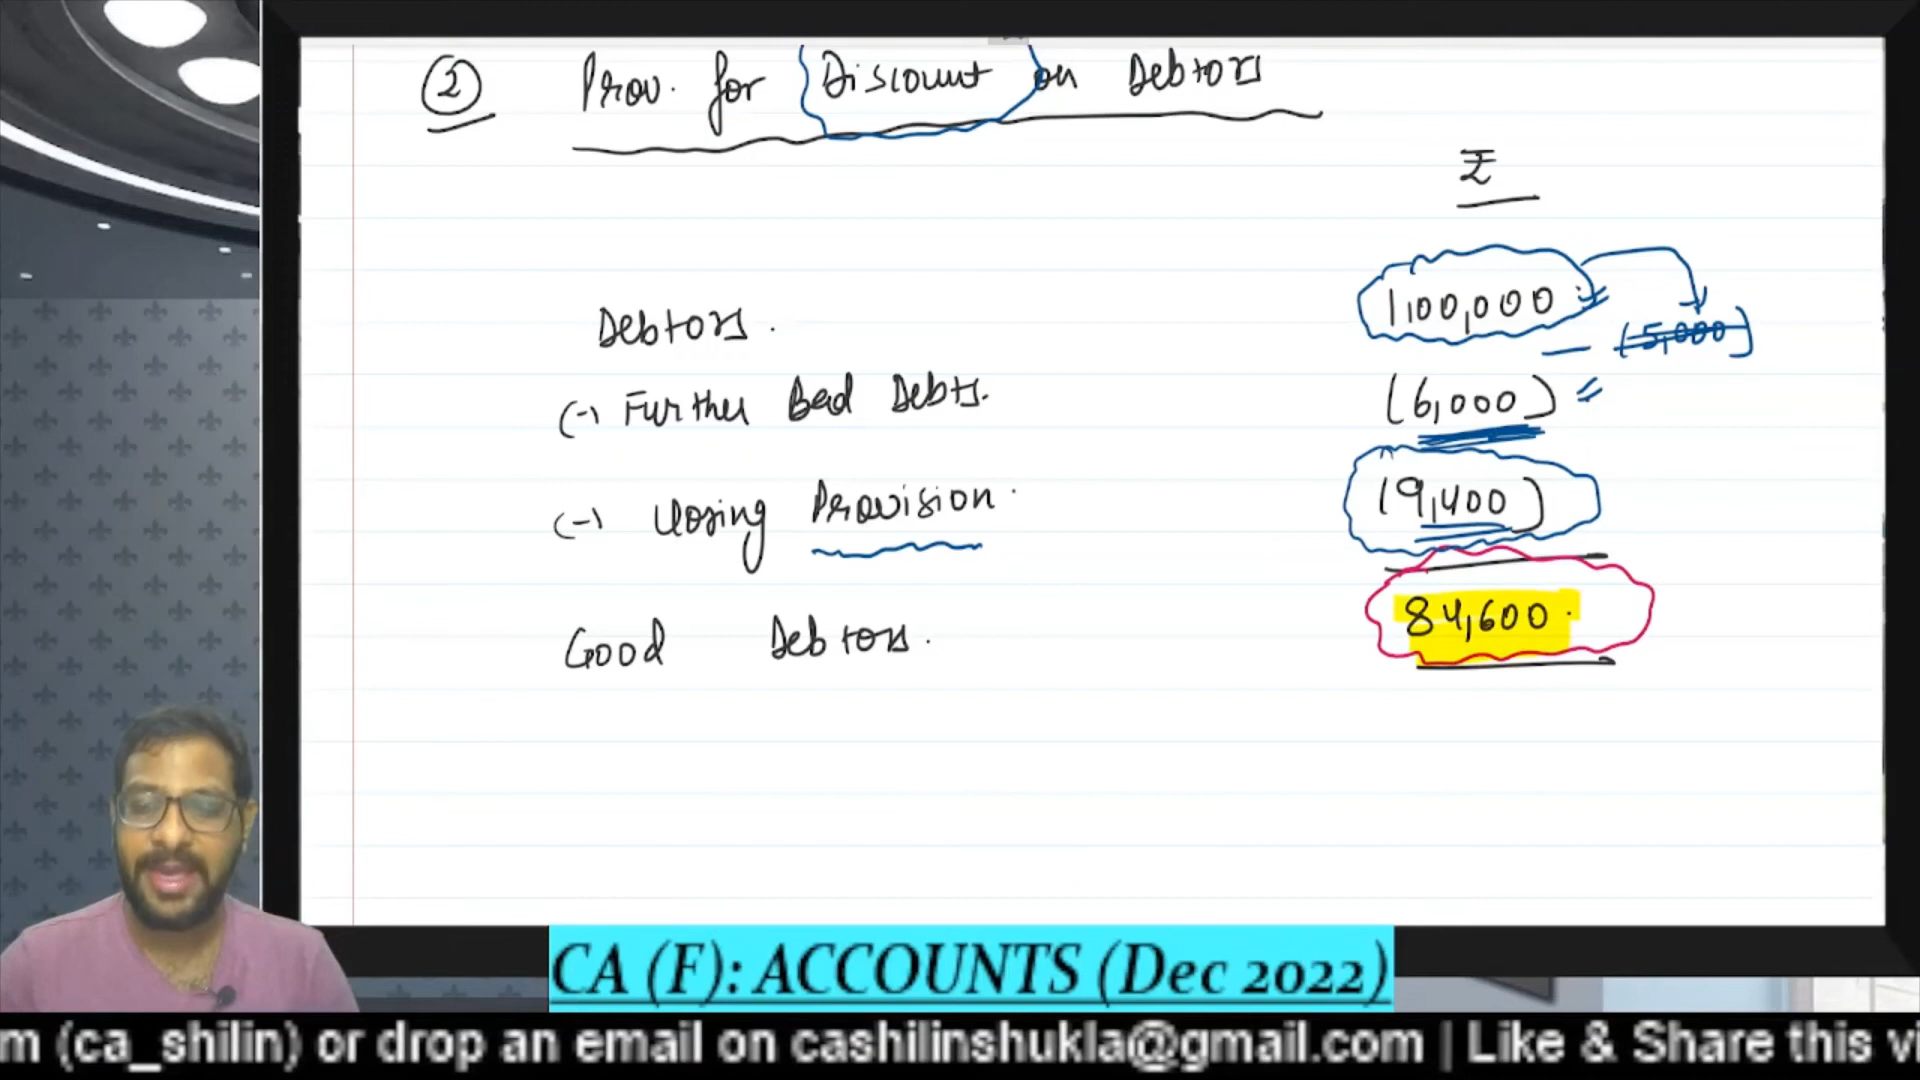 2 Prov. for Discount on Debtors
₹
Debtors. 1,00,000
(5,000)
(-) Further Bad Debts. (6,000)
(-) Closing Provision. (9,400)
Good Debtors. 84,600
CA (F): ACCOUNTS (Dec 2022)
m (ca_shilin) or drop an email on cashilinshukla@gmail.com | Like & Share this vi